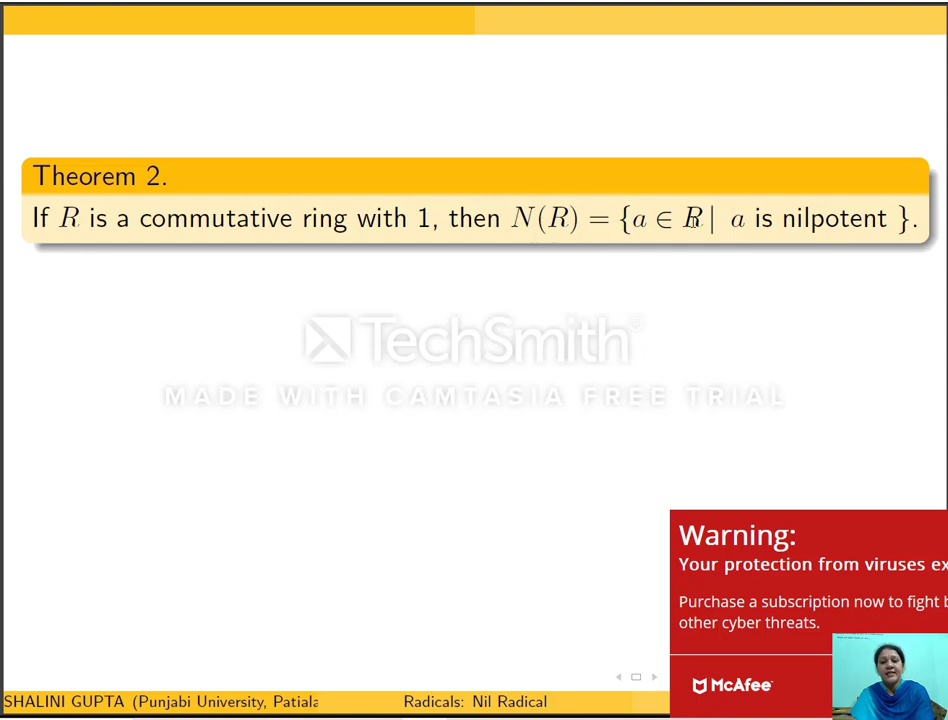 Theorem 2.
If R is a commutative ring with 1, then N(R) = {a ∈ R | a is nilpotent }.
TechSmith®
MADE WITH CAMTASIA FREE TRIAL
Warning:
Your protection from viruses ex
Purchase a subscription now to fight b
other cyber threats.
McAfee
SHALINI GUPTA (Punjabi University, Patiala Radicals: Nil Radical